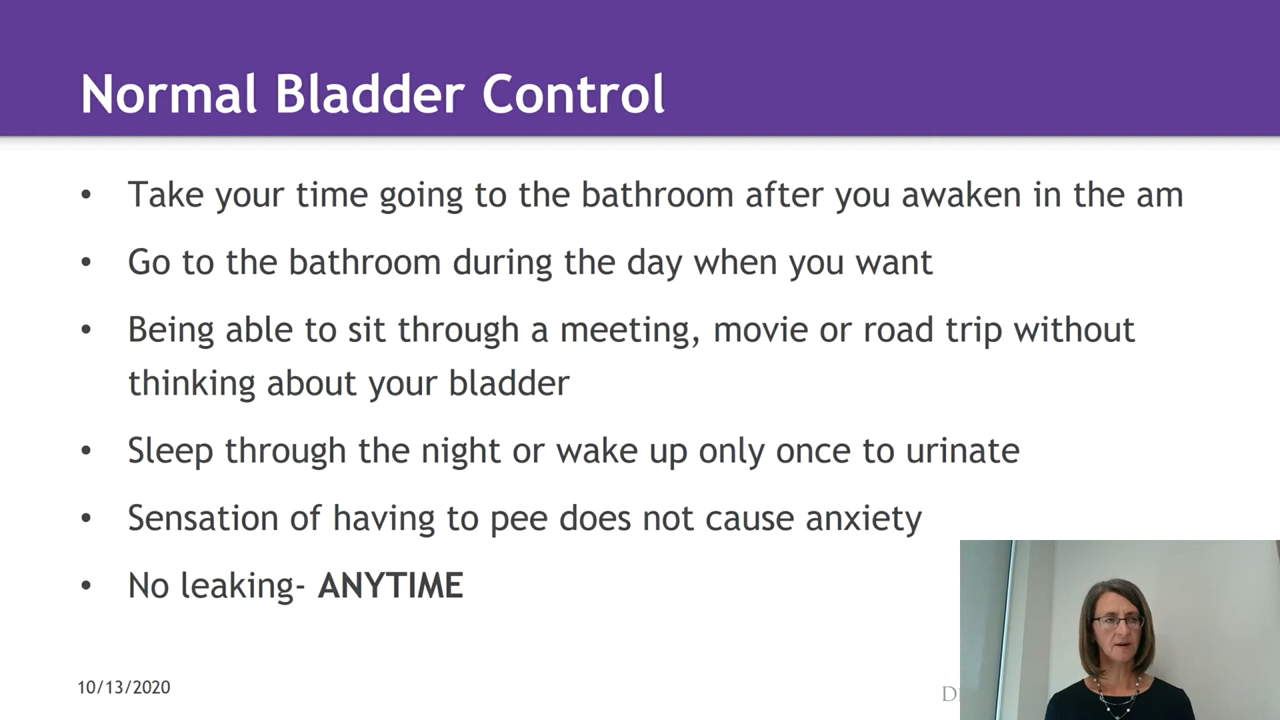 Normal Bladder Control
• Take your time going to the bathroom after you awaken in the am
• Go to the bathroom during the day when you want
• Being able to sit through a meeting, movie or road trip without
thinking about your bladder
• Sleep through the night or wake up only once to urinate
• Sensation of having to pee does not cause anxiety
• No leaking- ANYTIME
10/13/2020